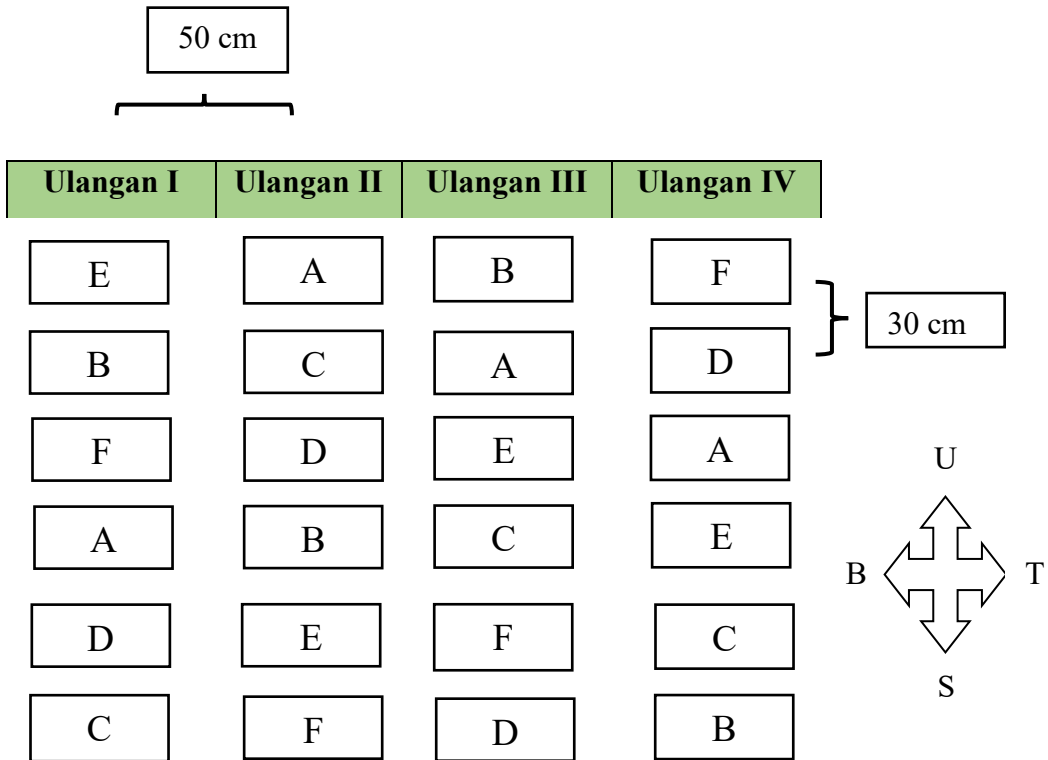 50 cm
Ulangan I Ulangan II Ulangan III Ulangan IV
E A B F
30 cm
B C A D
F D E A
U
A B C E
B T
D E F C
S
C F D B